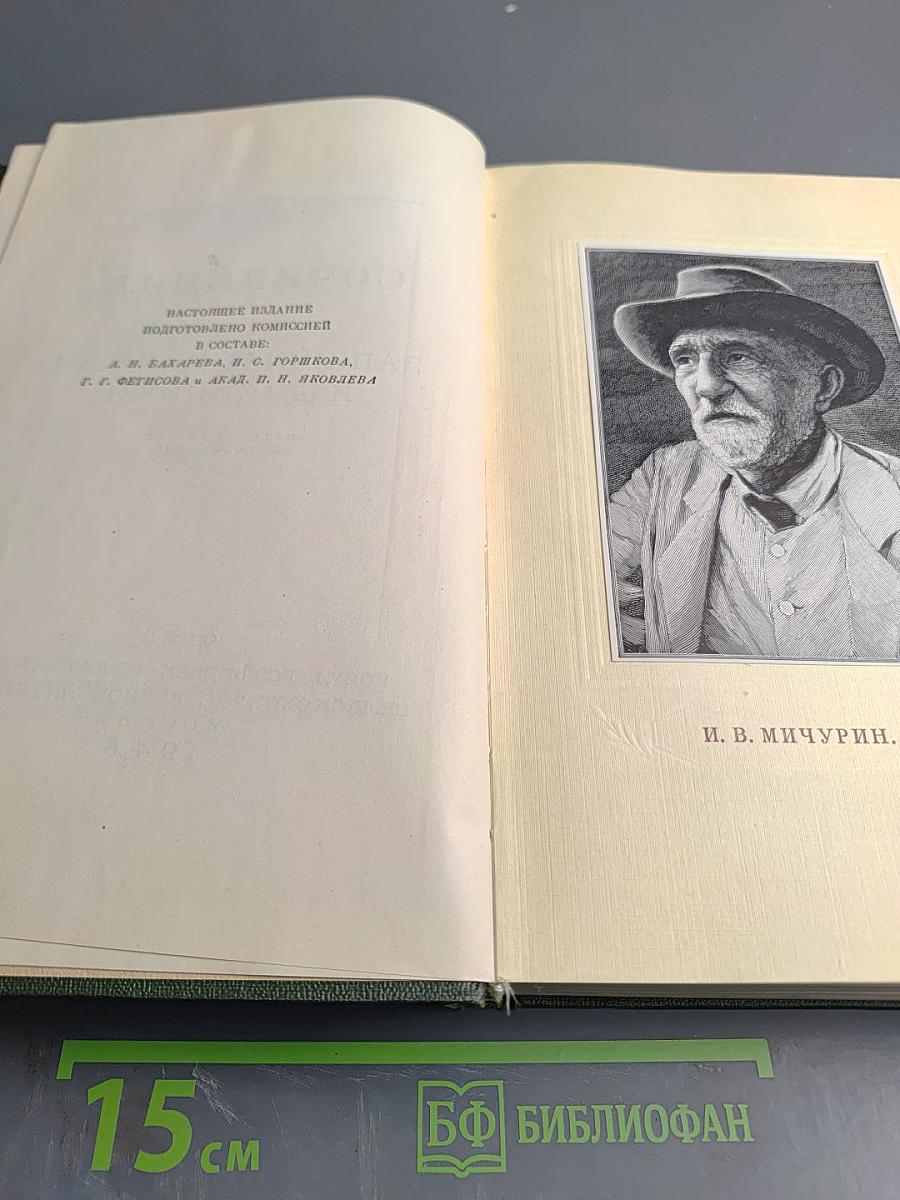 НАСТОЯЩЕЕ ИЗДАНИЕ
ПОДГОТОВЛЕНО КОМИССИЕЙ
В СОСТАВЕ:
А. Н. БАХАРЕВА, И. С. ГОРШКОВА,
Г. Г. ФЕТИСОВА и АКАД. П. Н. ЯКОВЛЕВА
И. В. МИЧУРИН.
15 см
БФ БИБЛИОФАН